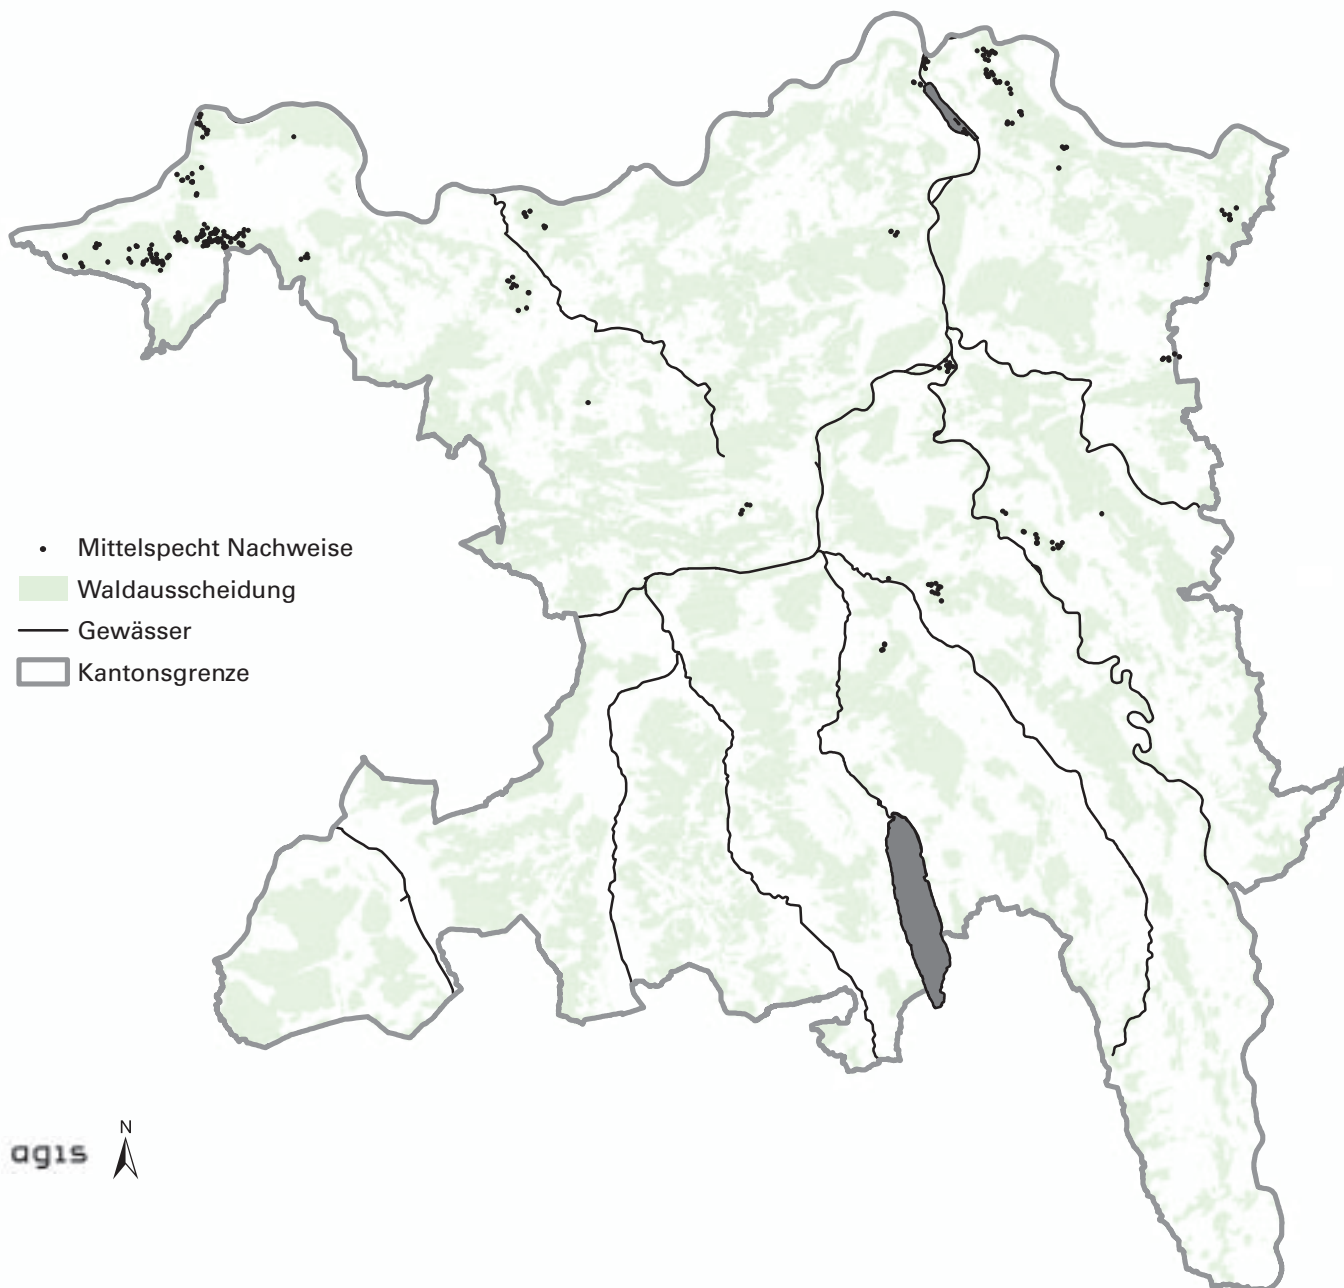 Mittelspecht Nachweise
Waldausscheidung
Gewässer
Kantonsgrenze
N
agis